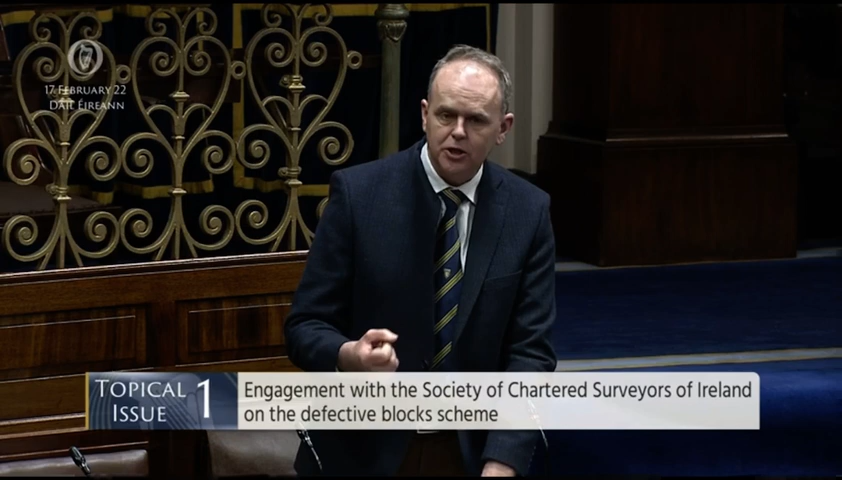 17 FEBRUARY 22
DÁIL ÉIREANN
TOPICAL
ISSUE
1
Engagement with the Society of Chartered Surveyors of Ireland
on the defective blocks scheme